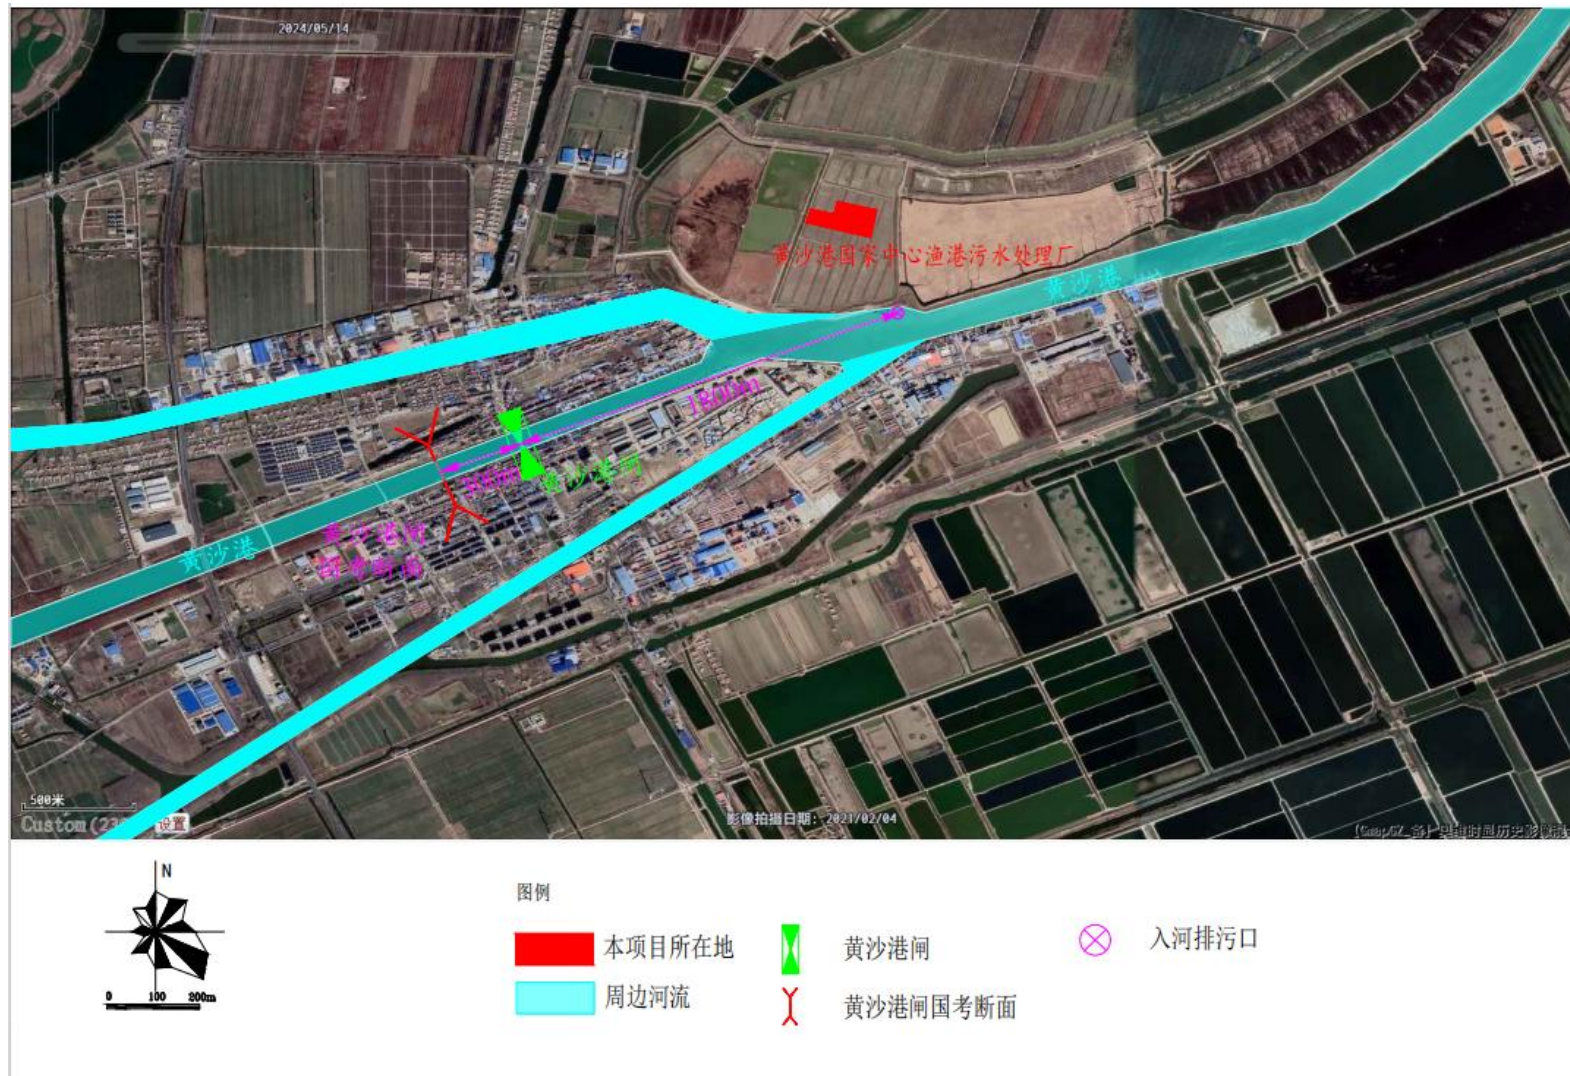 2024/05/14
黄沙港国家中心渔港污水处理厂
黄沙港
1800m
黄沙港闸
黄沙港闸
国考断面
黄沙港
500米
设置
影像拍摄日期: 2021/02/04
N
0 100 200m
图例
本项目所在地
黄沙港闸
入河排污口
周边河流
黄沙港闸国考断面